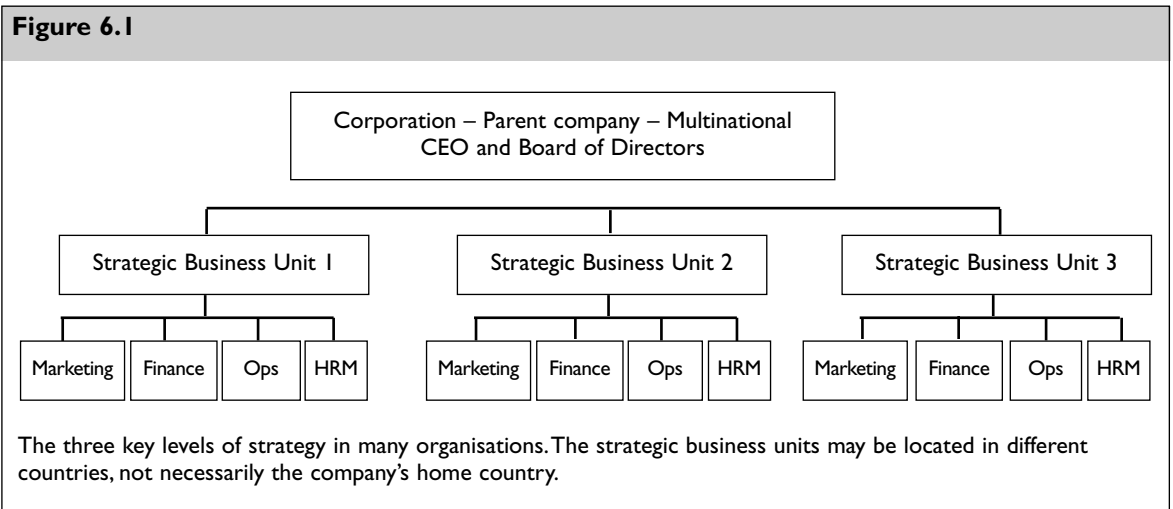 Figure 6.1
Corporation – Parent company – Multinational
CEO and Board of Directors
Strategic Business Unit 1
Strategic Business Unit 2
Strategic Business Unit 3
Marketing Finance Ops HRM
Marketing Finance Ops HRM
Marketing Finance Ops HRM
The three key levels of strategy in many organisations. The strategic business units may be located in different
countries, not necessarily the company's home country.